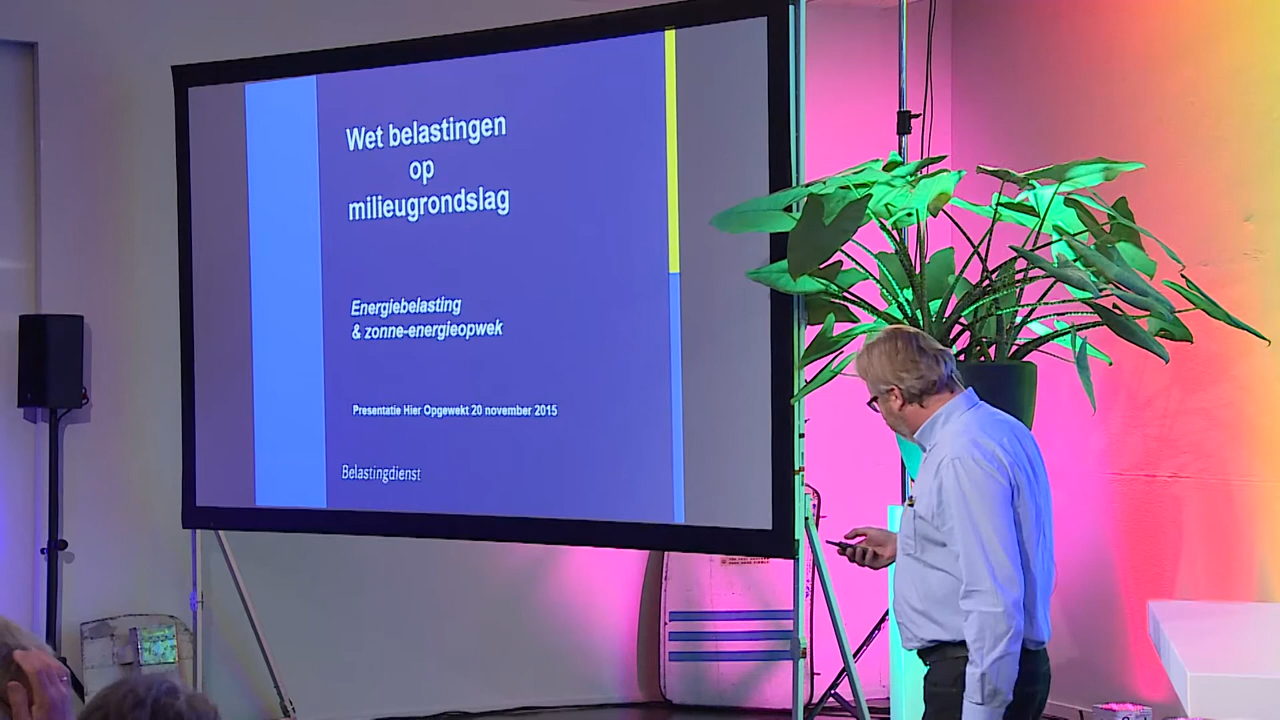 Wet belastingen
op
milieugrondslag
Energiebelasting
& zonne-energieopwek
Presentatie Hier Opgewekt 20 november 2015
Belastingdienst